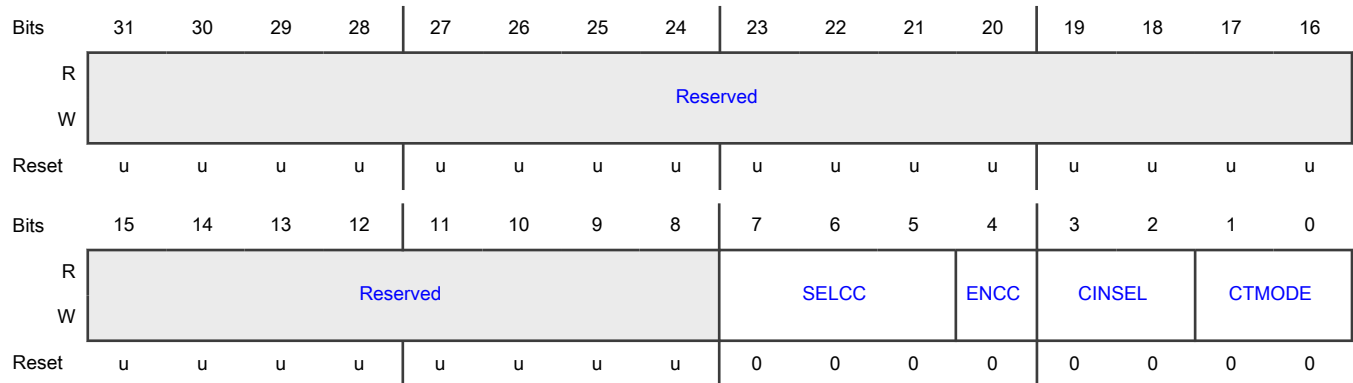 Bits 31 30 29 28 27 26 25 24 23 22 21 20 19 18 17 16
R
Reserved
W
Reset u u u u u u u u u u u u u u u u
Bits 15 14 13 12 11 10 9 8 7 6 5 4 3 2 1 0
R
Reserved SELCC ENCC CINSEL CTMODE
W
Reset u u u u u u u u 0 0 0 0 0 0 0 0